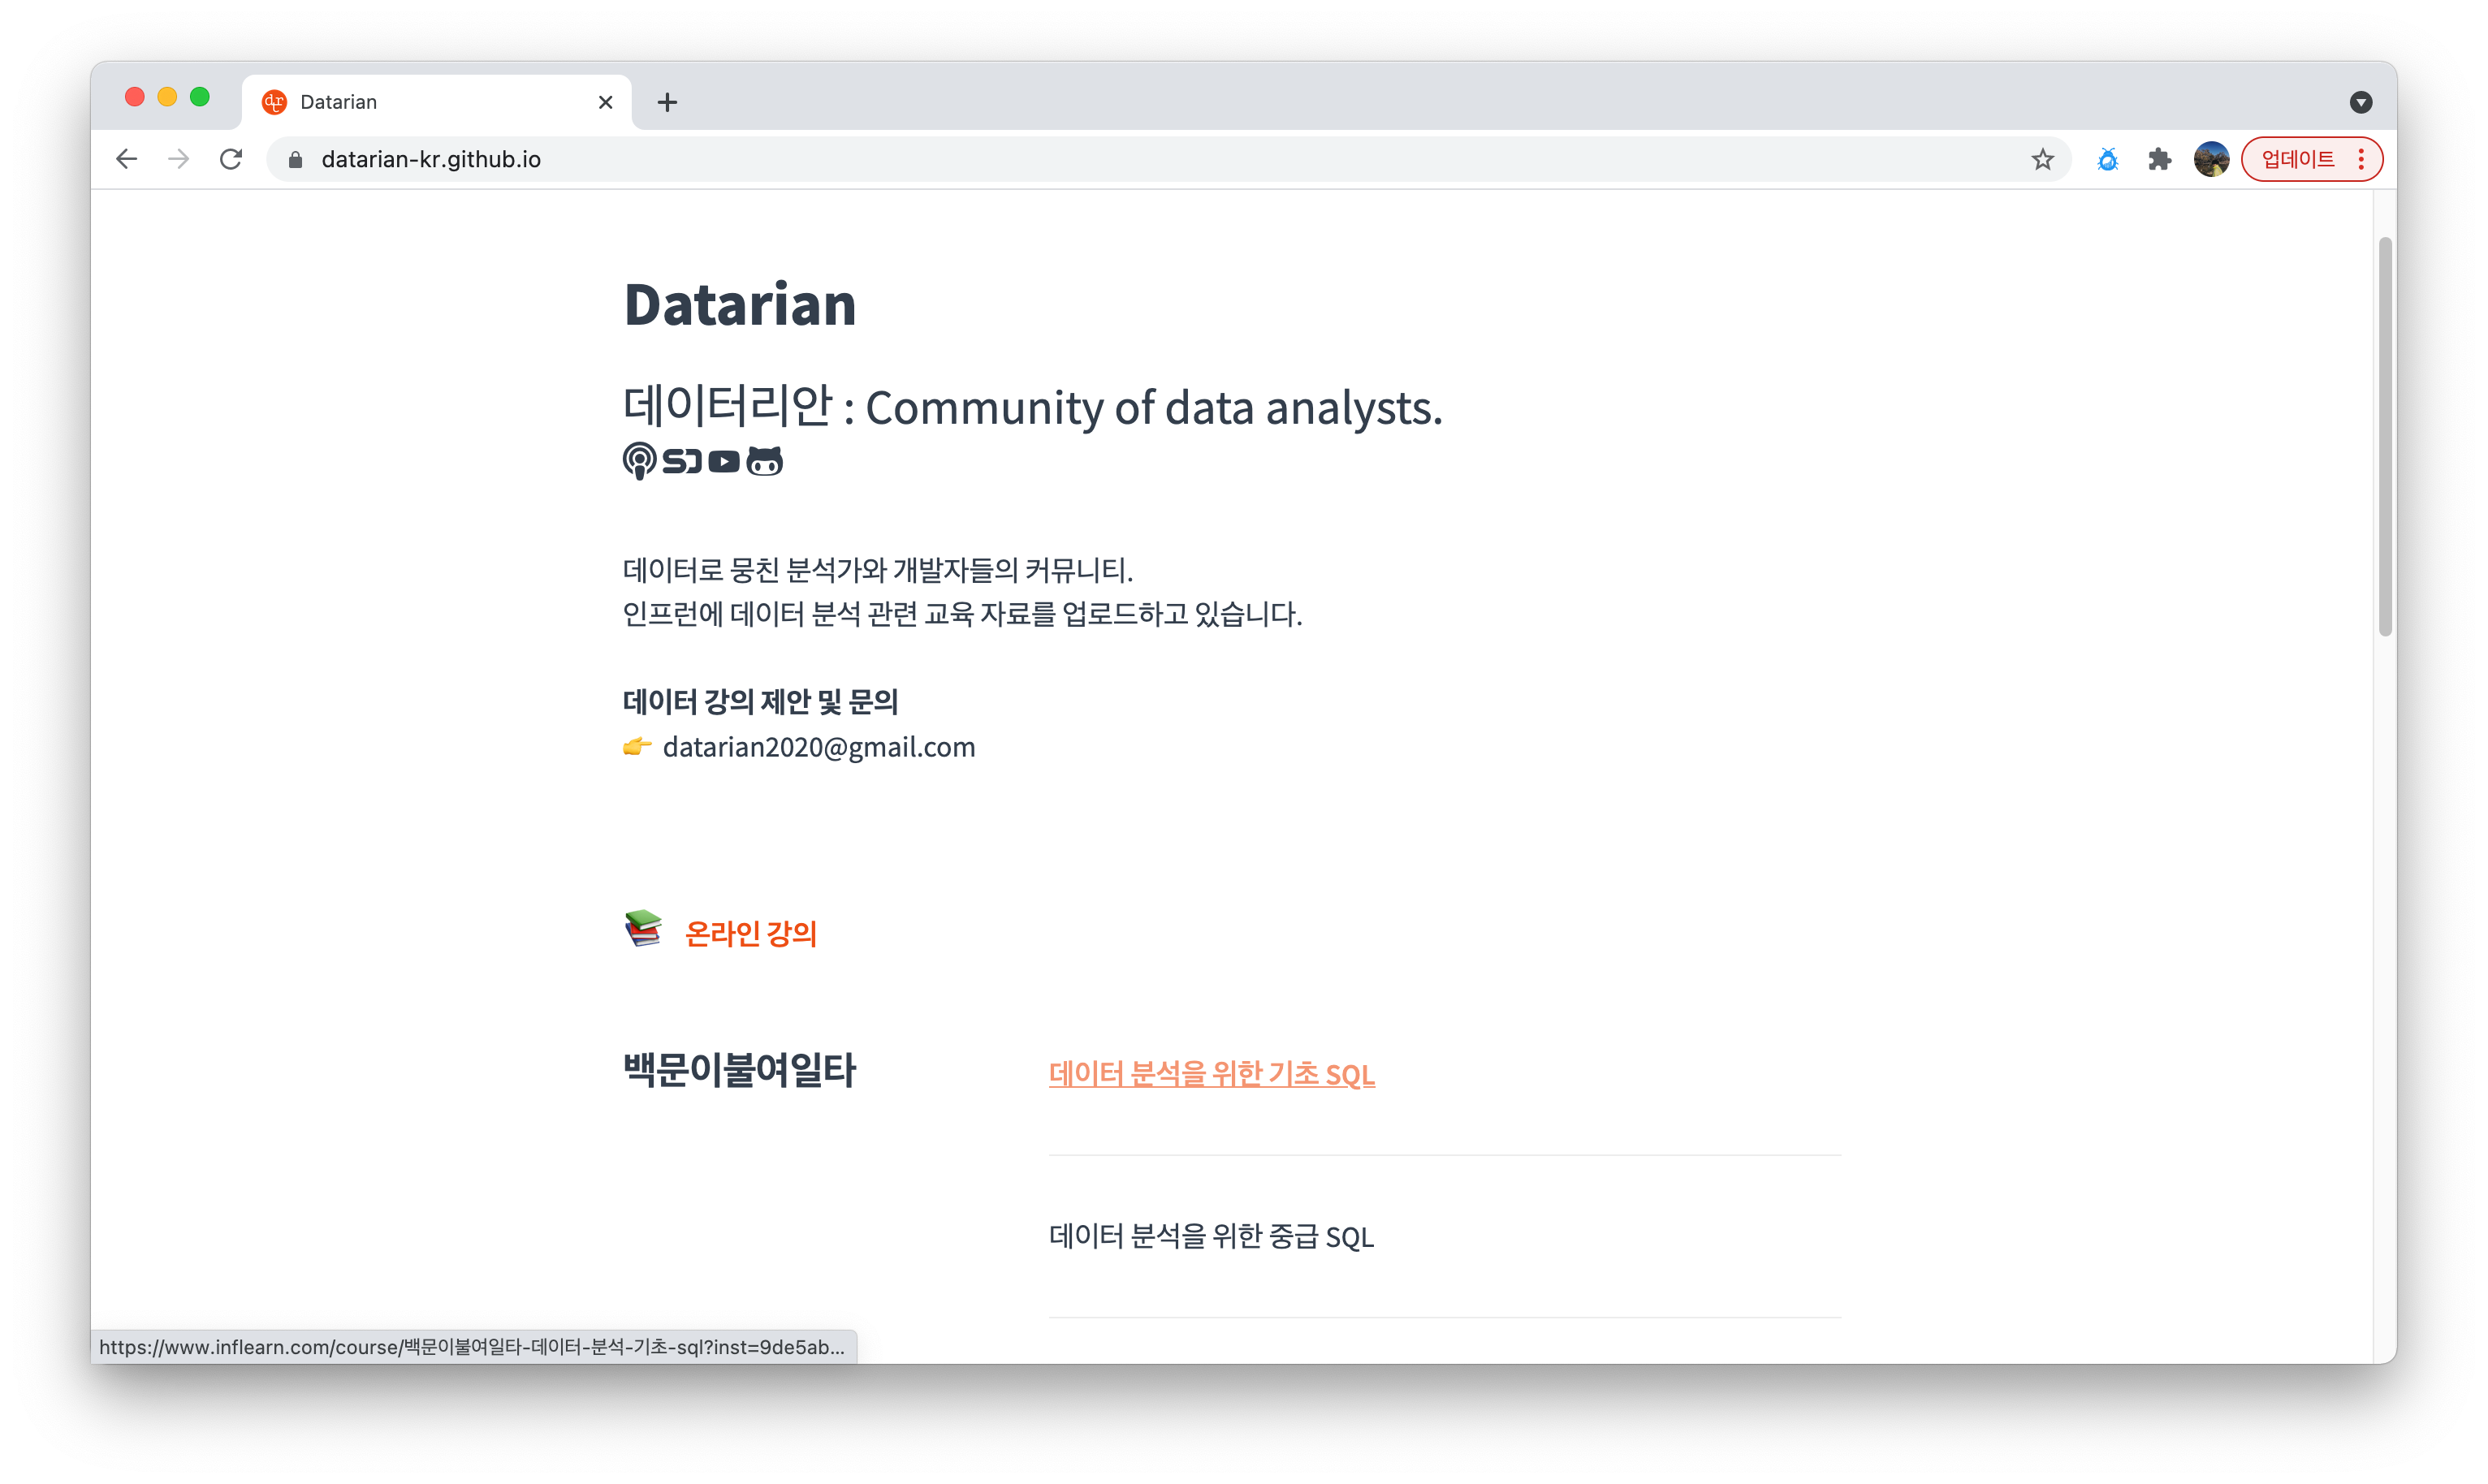 Datarian
datarian-kr.github.io
업데이트
Datarian
데이터리안 : Community of data analysts.
데이터로 뭉친 분석가와 개발자들의 커뮤니티.
인프런에 데이터 분석 관련 교육 자료를 업로드하고 있습니다.
데이터 강의 제안 및 문의
👉 datarian2020@gmail.com
📚 온라인 강의
백문이불여일타
데이터 분석을 위한 기초 SQL
데이터 분석을 위한 중급 SQL
https://www.inflearn.com/course/백문이불여일타-데이터-분석-기초-sql?inst=9de5ab...